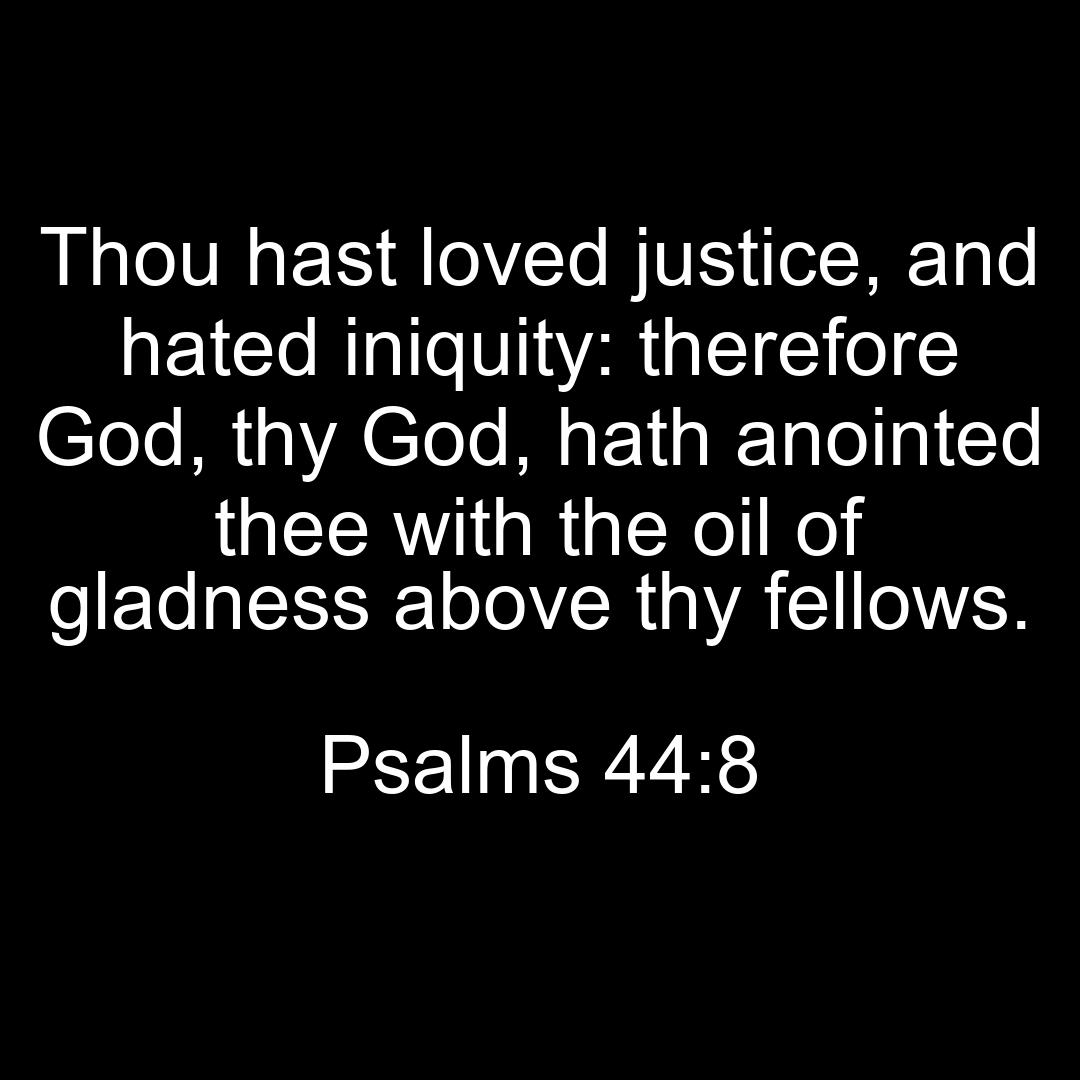 Thou hast loved justice, and
hated iniquity: therefore
God, thy God, hath anointed
thee with the oil of
gladness above thy fellows.
Psalms 44:8